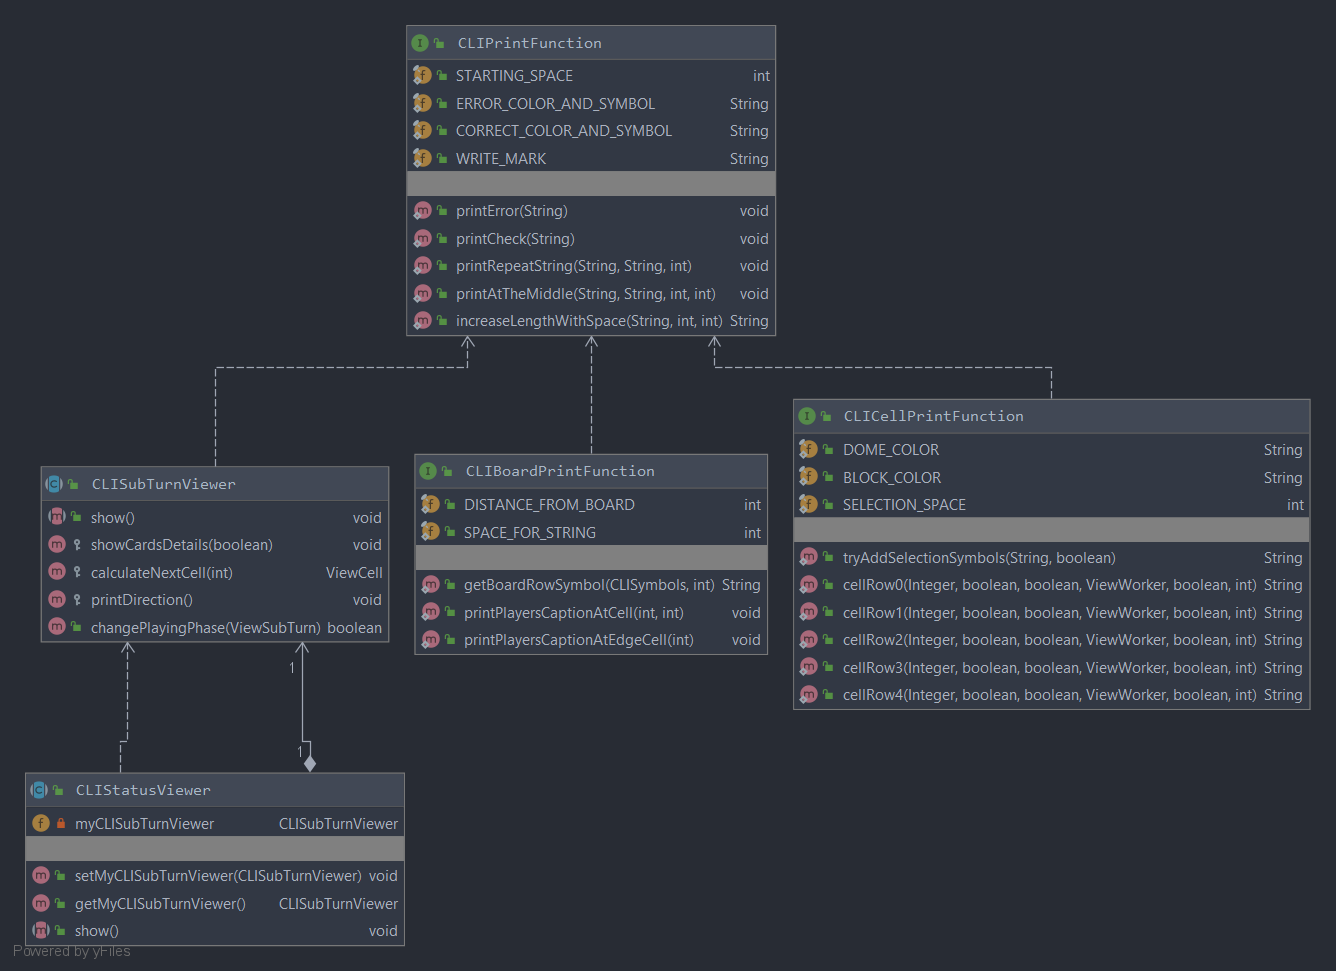 CLIPrintFunction
STARTING_SPACE int
ERROR_COLOR_AND_SYMBOL String
CORRECT_COLOR_AND_SYMBOL String
WRITE_MARK String
printError(String) void
printCheck(String) void
printRepeatString(String, String, int) void
printAtTheMiddle(String, String, int, int) void
increaseLengthWithSpace(String, int, int) String
CLISubTurnViewer
show() void
showCardsDetails(boolean) void
calculateNextCell(int) ViewCell
printDirection() void
changePlayingPhase(ViewSubTurn) boolean
CLIBoardPrintFunction
DISTANCE_FROM_BOARD int
SPACE_FOR_STRING int
getBoardRowSymbol(CLISymbols, int) String
printPlayersCaptionAtCell(int, int) void
printPlayersCaptionAtEdgeCell(int) void
CLICellPrintFunction
DOME_COLOR String
BLOCK_COLOR String
SELECTION_SPACE int
tryAddSelectionSymbols(String, boolean) String
cellRow0(Integer, boolean, boolean, ViewWorker, boolean, int) String
cellRow1(Integer, boolean, boolean, ViewWorker, boolean, int) String
cellRow2(Integer, boolean, boolean, ViewWorker, boolean, int) String
cellRow3(Integer, boolean, boolean, ViewWorker, boolean, int) String
cellRow4(Integer, boolean, boolean, ViewWorker, boolean, int) String
1
1
CLIStatusViewer
myCLISubTurnViewer CLISubTurnViewer
setMyCLISubTurnViewer(CLISubTurnViewer) void
getMyCLISubTurnViewer() CLISubTurnViewer
show() void
Powered by yFiles